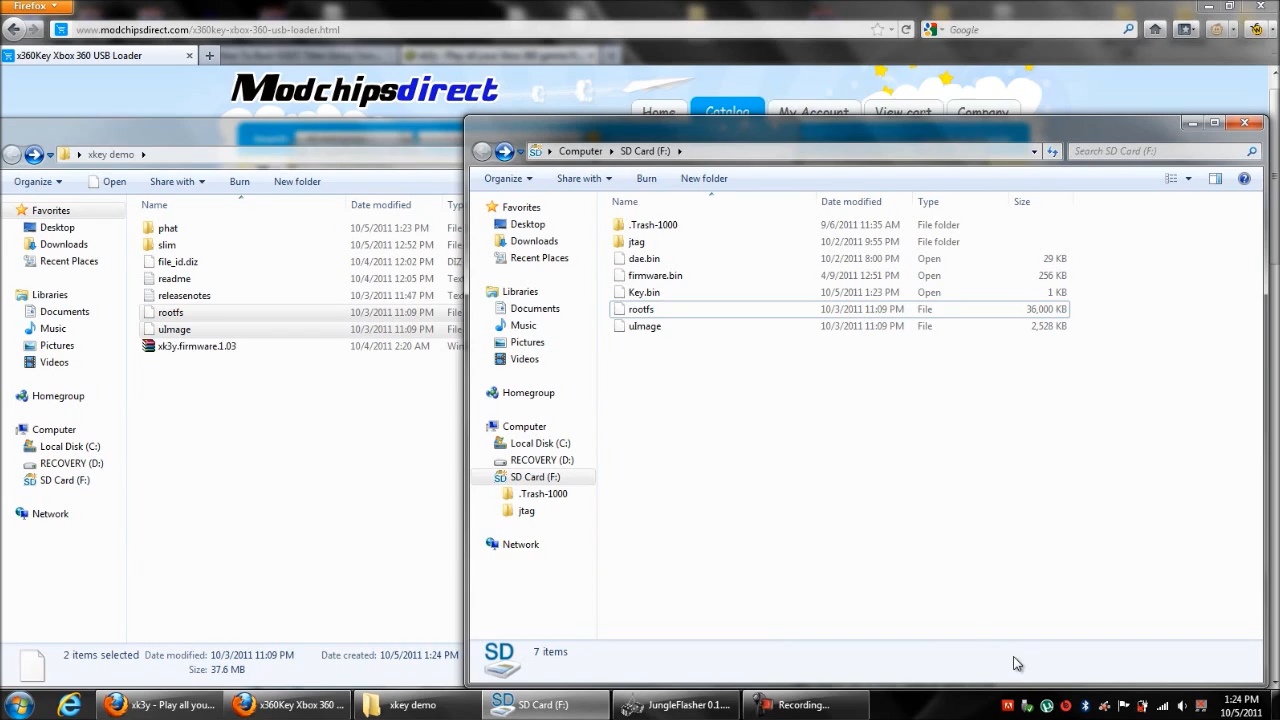 Firefox
www.modchipsdirect.com/x360key-xbox-360-usb-loader.html
Google
x360Key Xbox 360 USB Loader
Modchipsdirect
Home Catalog My Account View cart Company
xkey demo
Organize Open Share with Burn New folder
Name Date modified Typ
Favorites
Desktop
Downloads
Recent Places
Libraries
Documents
Music
Pictures
Videos
Homegroup
Computer
Local Disk (C:)
RECOVERY (D:)
SD Card (F:)
Network
phat 10/5/2011 1:23 PM File
slim 10/5/2011 12:52 PM File
file_id.diz 10/4/2011 12:02 PM DIZ
readme 10/4/2011 12:05 PM Text
releasenotes 10/3/2011 11:47 PM Text
rootfs 10/3/2011 11:09 PM File
uImage 10/3/2011 11:09 PM File
xk3y.firmware.1.03 10/4/2011 2:20 AM Win
2 items selected Date modified: 10/3/2011 11:09 PM Date created: 10/5/2011 1:24 PM
Size: 37.6 MB
Computer SD Card (F:) Search SD Card (F:)
Organize Share with Burn New folder
Name Date modified Type Size
Favorites
Desktop
Downloads
Recent Places
Libraries
Documents
Music
Pictures
Videos
Homegroup
Computer
Local Disk (C:)
RECOVERY (D:)
SD Card (F:)
.Trash-1000
jtag
Network
.Trash-1000 9/6/2011 11:35 AM File folder
jtag 10/2/2011 9:55 PM File folder
dae.bin 10/2/2011 8:00 PM Open 29 KB
firmware.bin 4/9/2011 12:51 PM Open 256 KB
Key.bin 10/5/2011 1:23 PM Open 1 KB
rootfs 10/3/2011 11:09 PM File 36,000 KB
uImage 10/3/2011 11:09 PM File 2,528 KB
SD 7 items
xk3y - Play all you... x360Key Xbox 360 ... xkey demo SD Card (F:) JungleFlasher 0.1.... Recording...
1:24 PM
10/5/2011